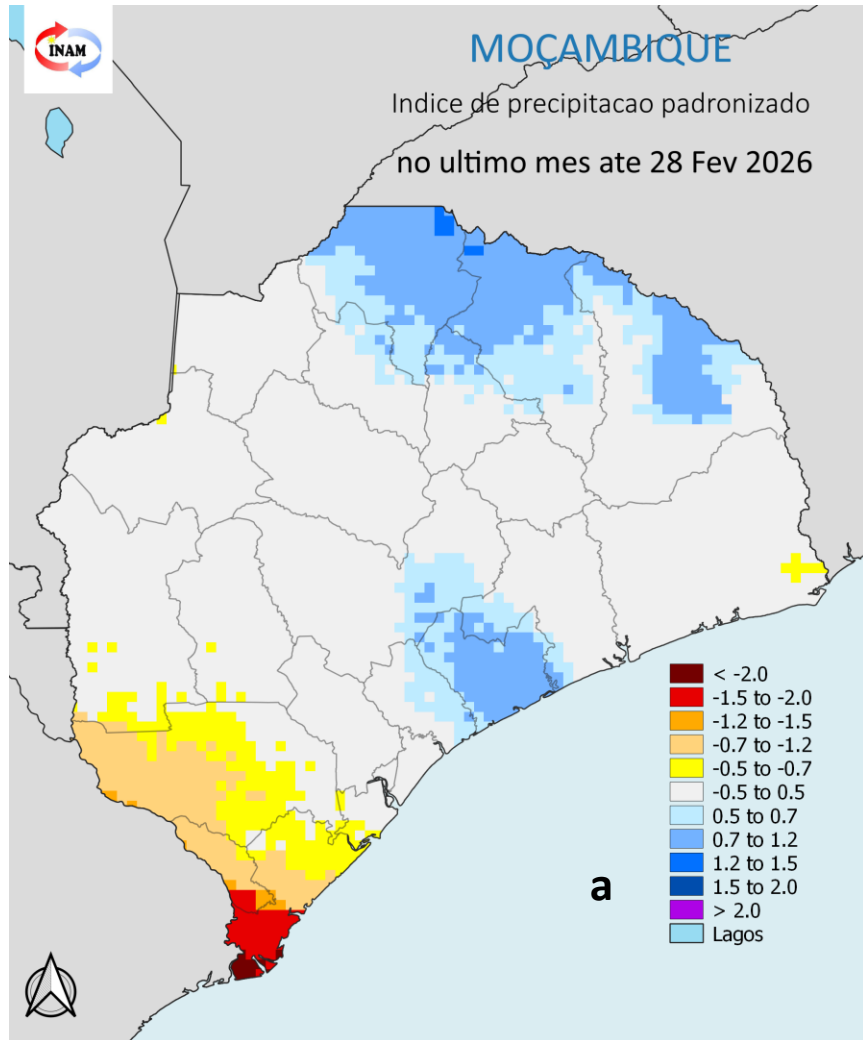 INAM
MOÇAMBIQUE
Indice de precipitacao padronizado
no ultimo mes ate 28 Fev 2026
< -2.0
-1.5 to -2.0
-1.2 to -1.5
-0.7 to -1.2
-0.5 to -0.7
-0.5 to 0.5
0.5 to 0.7
0.7 to 1.2
1.2 to 1.5
1.5 to 2.0
> 2.0
Lagos
a